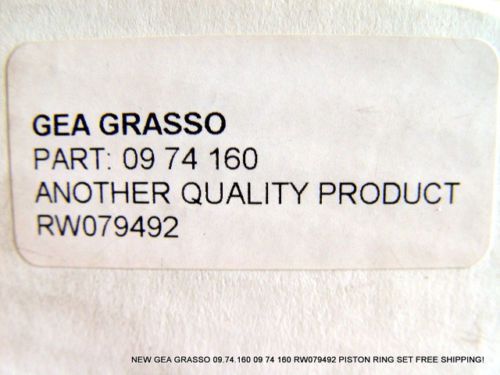 GEA GRASSO
PART: 09 74 160
ANOTHER QUALITY PRODUCT
RW079492
NEW GEA GRASSO 09.74.160 09 74 160 RW079492 PISTON RING SET FREE SHIPPING!